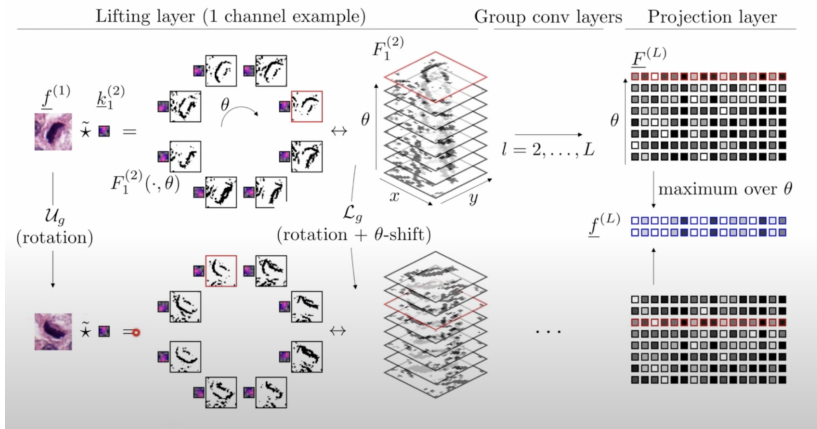 Lifting layer (1 channel example)
Group conv layers
Projection layer
f^{(1)}
k_1^{(2)}
⋆̃
=
θ
F_1^{(2)}(·, θ)
↔
F_1^{(2)}
θ
x
y
l = 2, . . . , L
F^{(L)}
θ
maximum over θ
f^{(L)}
𝒰_g
(rotation)
ℒ_g
(rotation + θ-shift)
⋆̃
=
↔
· · ·